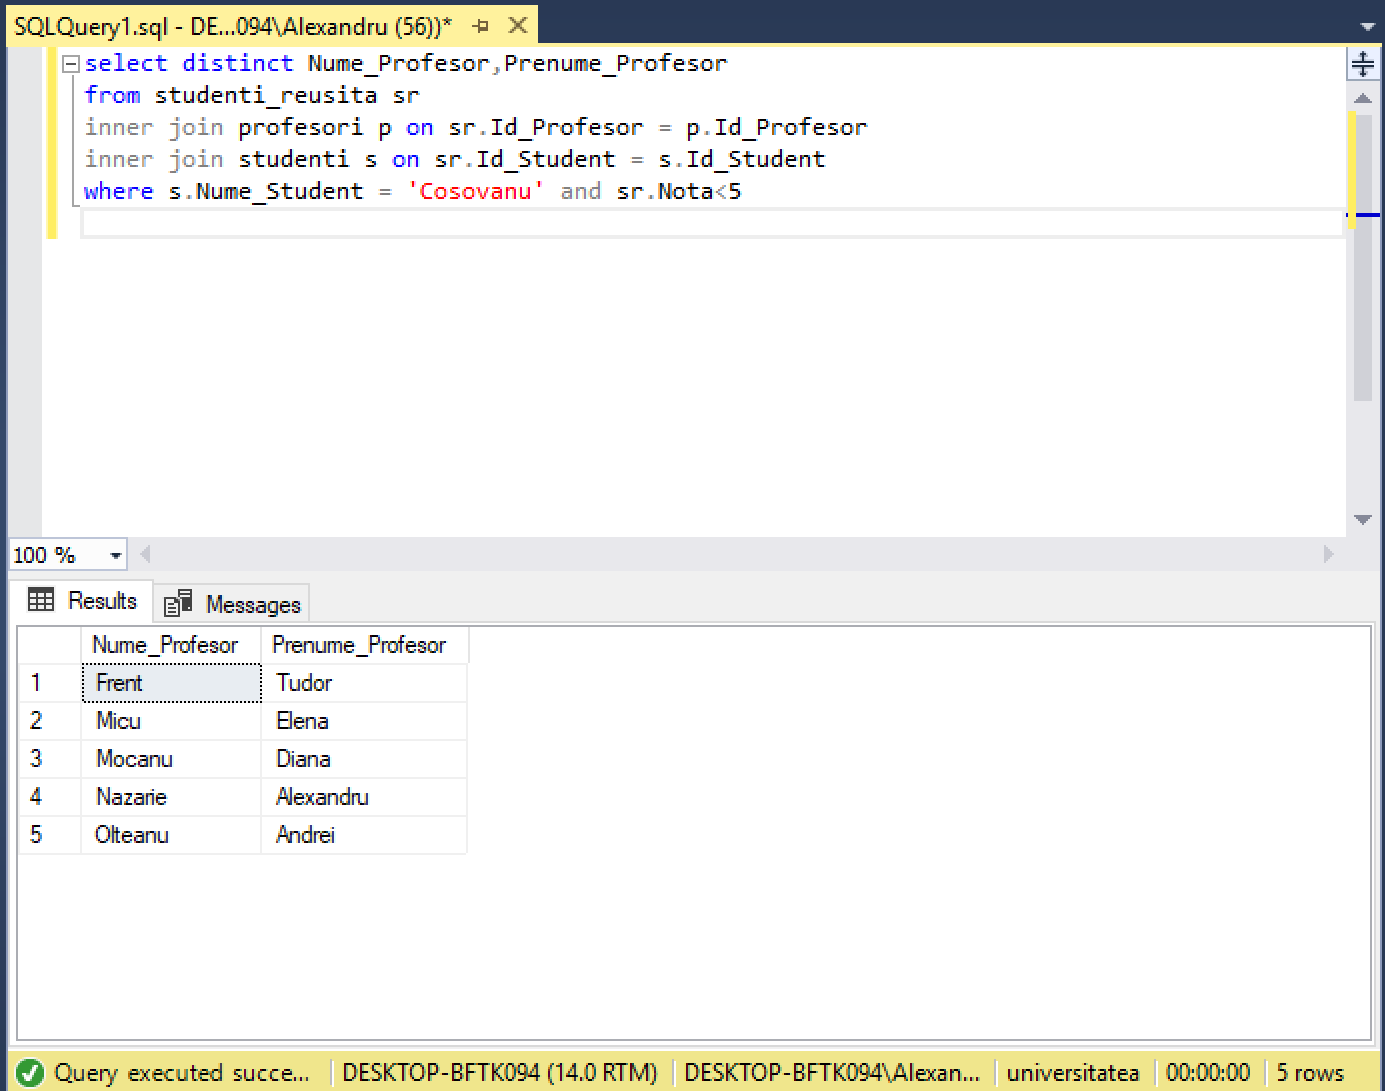 SQLQuery1.sql - DE...094\Alexandru (56))*
select distinct Nume_Profesor,Prenume_Profesor
from studenti_reusita sr
inner join profesori p on sr.Id_Profesor = p.Id_Profesor
inner join studenti s on sr.Id_Student = s.Id_Student
where s.Nume_Student = 'Cosovanu' and sr.Nota<5
100 %
Results Messages
Nume_Profesor Prenume_Profesor
1 Frent Tudor
2 Micu Elena
3 Mocanu Diana
4 Nazarie Alexandru
5 Olteanu Andrei
Query executed succe... DESKTOP-BFTK094 (14.0 RTM) DESKTOP-BFTK094\Alexan... universitatea 00:00:00 5 rows